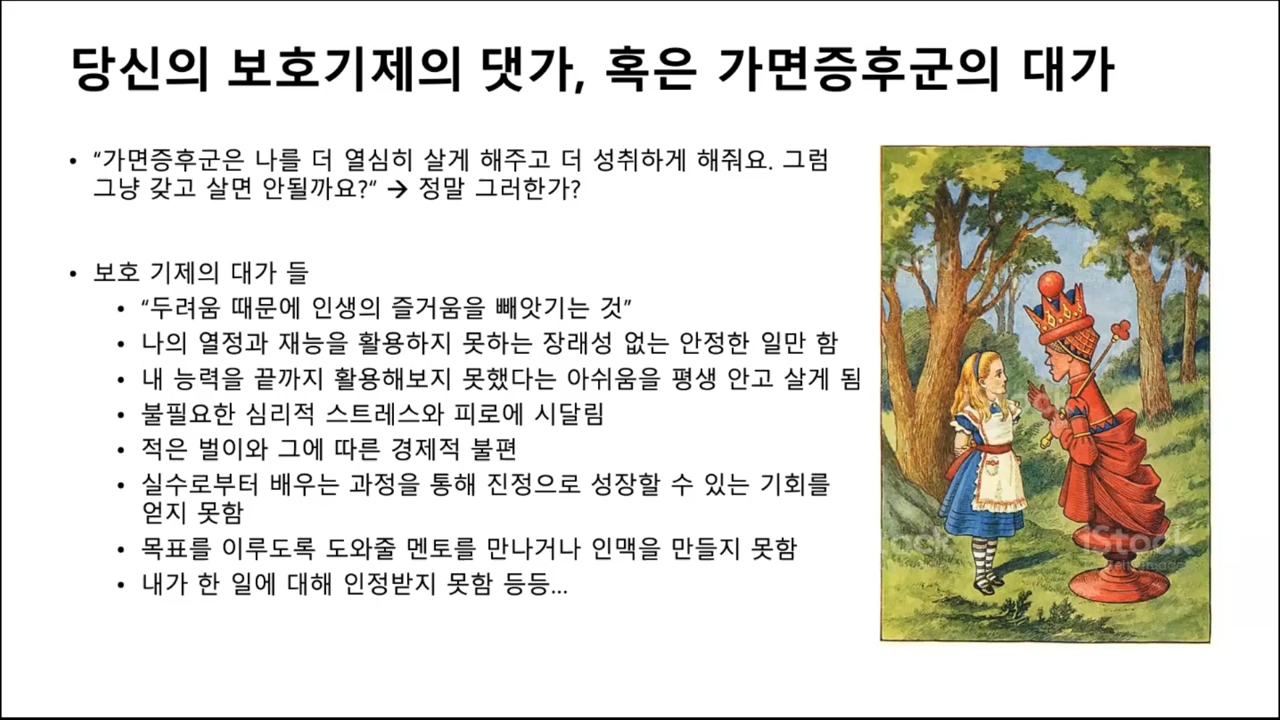 당신의 보호기제의 댓가, 혹은 가면증후군의 대가
• “가면증후군은 나를 더 열심히 살게 해주고 더 성취하게 해줘요. 그럼
그냥 갖고 살면 안될까요?“ → 정말 그러한가?
• 보호 기제의 대가 들
• “두려움 때문에 인생의 즐거움을 빼앗기는 것”
• 나의 열정과 재능을 활용하지 못하는 장래성 없는 안정한 일만 함
• 내 능력을 끝까지 활용해보지 못했다는 아쉬움을 평생 안고 살게 됨
• 불필요한 심리적 스트레스와 피로에 시달림
• 적은 벌이와 그에 따른 경제적 불편
• 실수로부터 배우는 과정을 통해 진정으로 성장할 수 있는 기회를
얻지 못함
• 목표를 이루도록 도와줄 멘토를 만나거나 인맥을 만들지 못함
• 내가 한 일에 대해 인정받지 못함 등등...
iStock